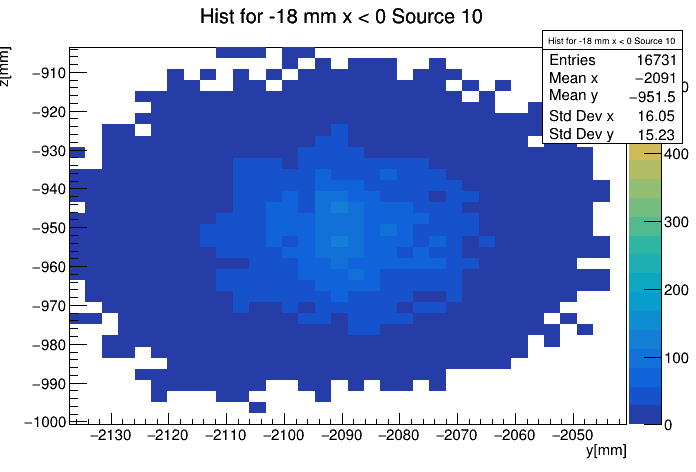 Hist for -18 mm x < 0 Source 10
z[mm]
Hist for -18 mm x < 0 Source 10
Entries 16731
Mean x −2091
Mean y −951.5
Std Dev x 16.05
Std Dev y 15.23
−910
−920
−930
−940
−950
−960
−970
−980
−990
−1000
−2130 −2120 −2110 −2100 −2090 −2080 −2070 −2060 −2050
y[mm]
0
400
300
200
100
0